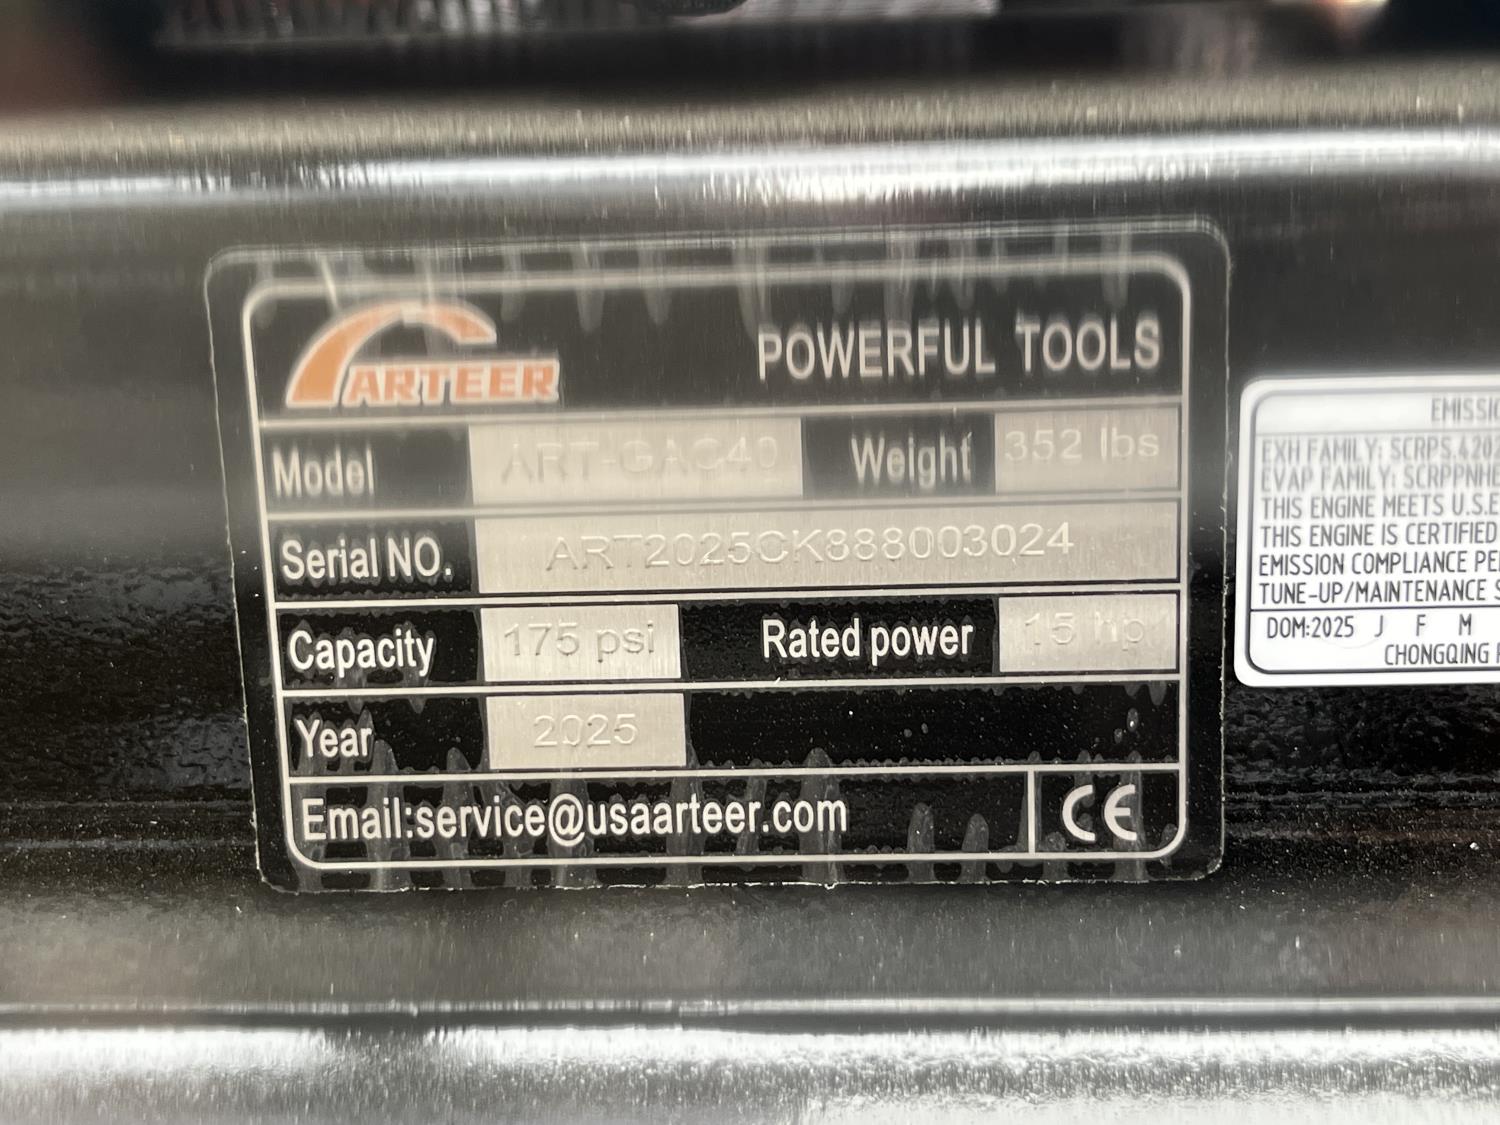 ARTEER
POWERFUL TOOLS
Model ART-GAC40 Weight 352 lbs
Serial NO. ART2025CK888003024
Capacity 175 psi Rated power 15 hp
Year 2025
Email:service@usaarteer.com CE
EMISSIO
EXH FAMILY: SCRPS.4202
EVAP FAMILY: SCRPPNHE
THIS ENGINE MEETS U.S.E
THIS ENGINE IS CERTIFIED
EMISSION COMPLIANCE PE
TUNE-UP/MAINTENANCE S
DOM:2025 J F M
CHONGQING